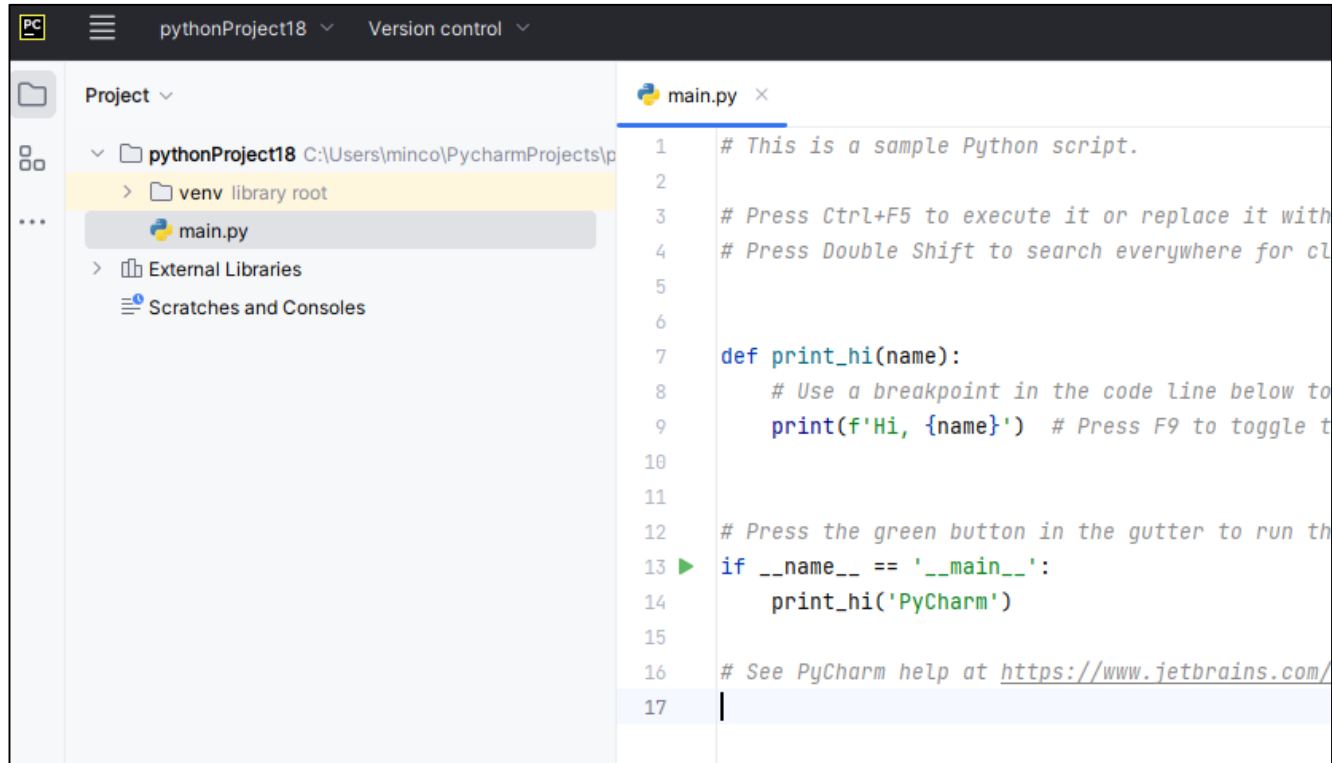 PC
pythonProject18
Version control
Project
pythonProject18 C:\Users\minco\PycharmProjects\p
venv library root
main.py
External Libraries
Scratches and Consoles
main.py
1 # This is a sample Python script.
2
3 # Press Ctrl+F5 to execute it or replace it with
4 # Press Double Shift to search everywhere for cl
5
6
7 def print_hi(name):
8 # Use a breakpoint in the code line below to
9 print(f'Hi, {name}') # Press F9 to toggle t
10
11
12 # Press the green button in the gutter to run th
13 if __name__ == '__main__':
14 print_hi('PyCharm')
15
16 # See PyCharm help at https://www.jetbrains.com/
17